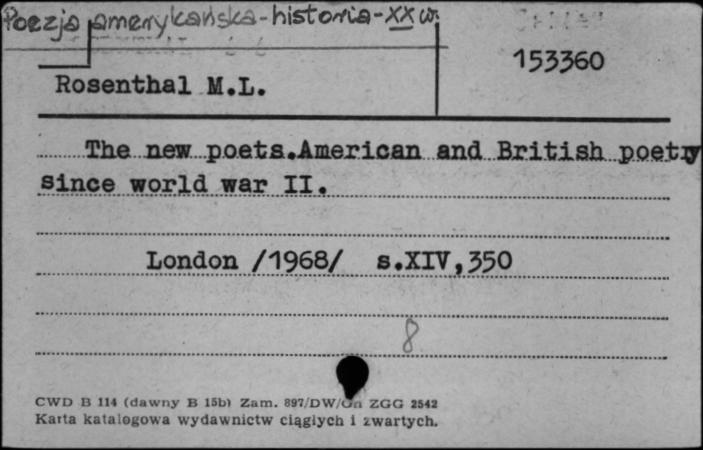 Poezja amerykańska-historia-XX w.
153360
Rosenthal M.L.
The new poets.American and British poetry
since world war II.
London /1968/ s.XIV,350
8
CWD B 114 (dawny B 15b) Zam. 897/DW/Gn ZGG 2542
Karta katalogowa wydawnictw ciągłych i zwartych.